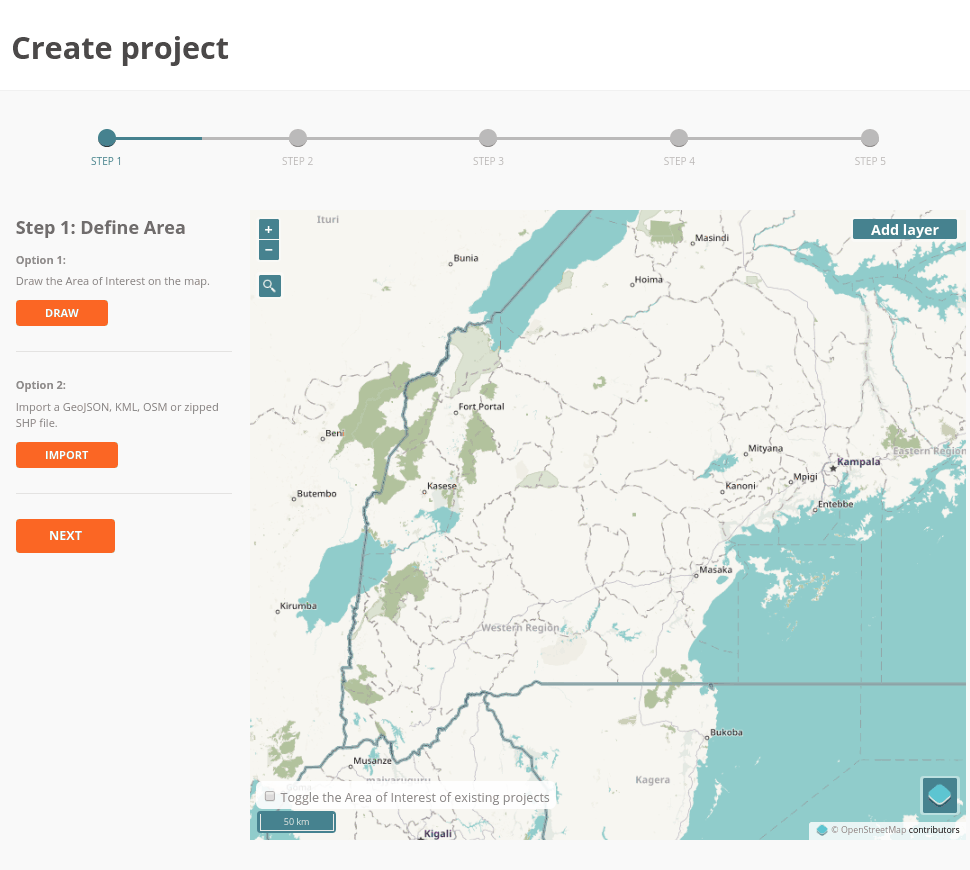 Create project
STEP 1
STEP 2
STEP 3
STEP 4
STEP 5
Step 1: Define Area
Option 1:
Draw the Area of Interest on the map.
DRAW
Option 2:
Import a GeoJSON, KML, OSM or zipped
SHP file.
IMPORT
NEXT
+
−
Add layer
Ituri
Masindi
Bunia
Hoima
Fort Portal
Beni
Mityana
Kampala
Eastern Region
Butembo
Kasese
Kanoni
Mpigi
Entebbe
Masaka
Kirumba
Western Region
Bukoba
Musanze
Kagera
Toggle the Area of Interest of existing projects
50 km
Kigali
© OpenStreetMap contributors